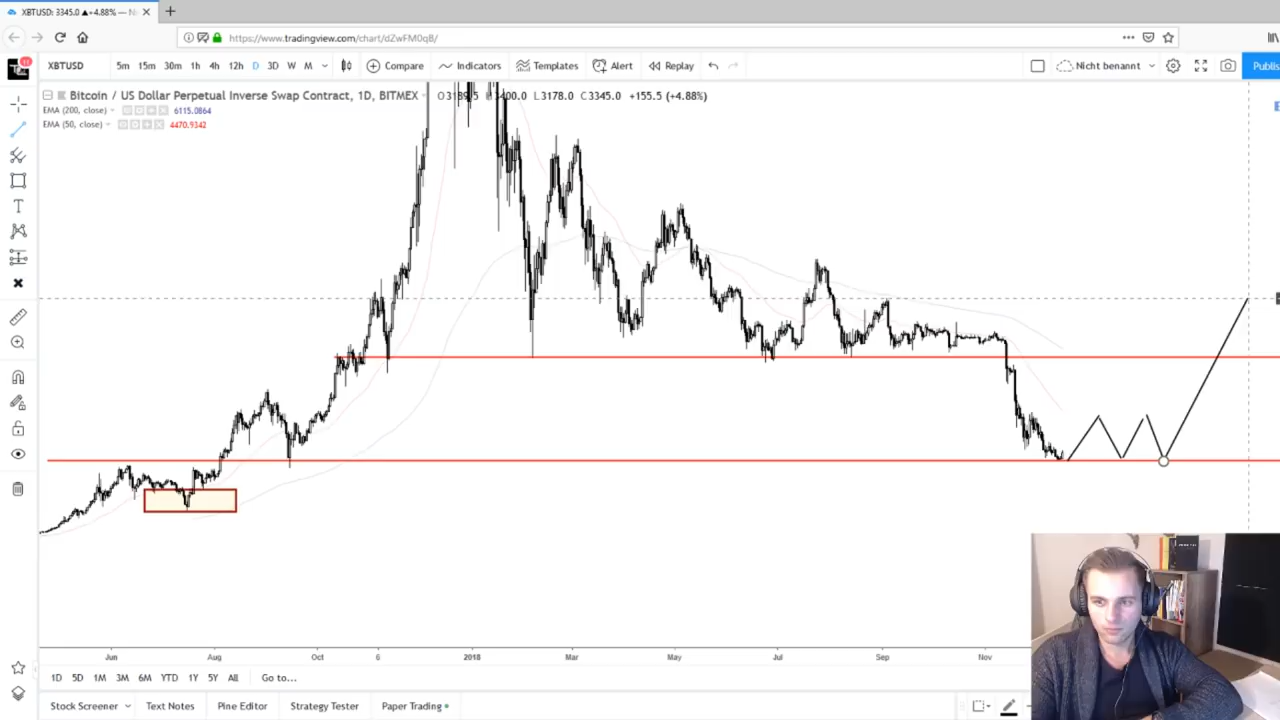 XBTUSD: 3345.0 ▲+4.88% —
https://www.tradingview.com/chart/dZwFM0q8/
11
XBTUSD 5m 15m 30m 1h 4h 12h D 3D W M Compare Indicators Templates Alert Replay Nicht benannt Publis
Bitcoin / US Dollar Perpetual Inverse Swap Contract, 1D, BITMEX L3178.0 C3345.0 +155.5 (+4.88%)
EMA (200, close) 6115.0864
EMA (50, close) 4470.9342
Jun Aug Oct 6 2018 Mar May Jul Sep Nov
1D 5D 1M 3M 6M YTD 1Y 5Y All Go to...
Stock Screener Text Notes Pine Editor Strategy Tester Paper Trading